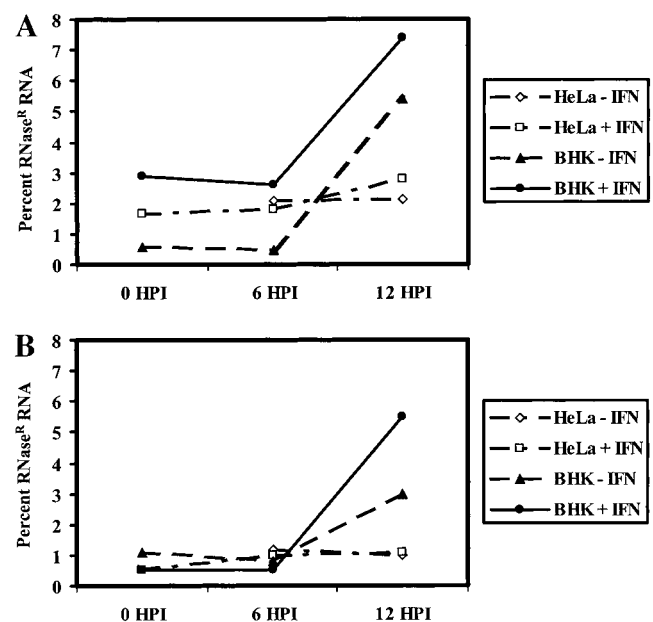 A
Percent RNaseR RNA
8
7
6
5
4
3
2
1
0
0 HPI 6 HPI 12 HPI
HeLa - IFN
HeLa + IFN
BHK - IFN
BHK + IFN
B
Percent RNaseR RNA
8
7
6
5
4
3
2
1
0
0 HPI 6 HPI 12 HPI
HeLa - IFN
HeLa + IFN
BHK - IFN
BHK + IFN